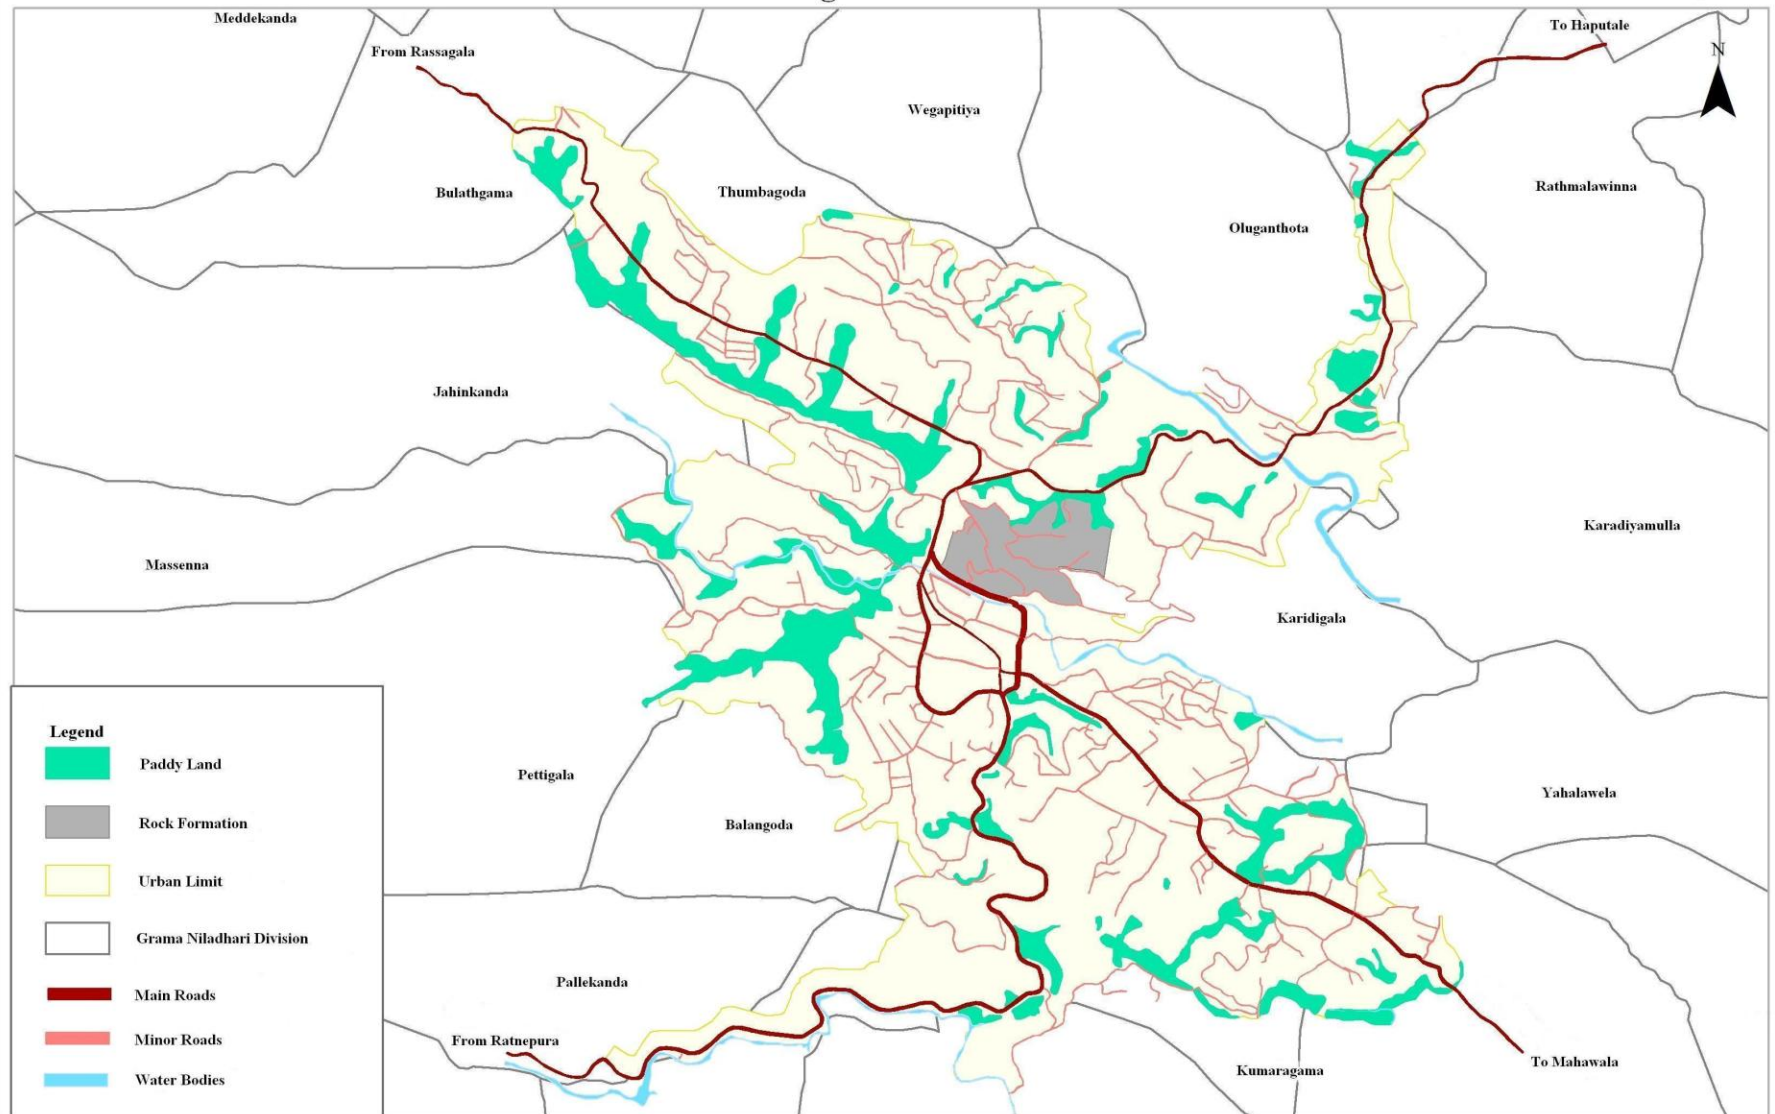 Meddekanda
To Haputale
From Rassagala
N
Wegapitiya
Rathmalawinna
Bulathgama
Thumbagoda
Oluganthota
Jahinkanda
Karadiyamulla
Massenna
Karidigala
Legend
Paddy Land
Pettigala
Yahalawela
Rock Formation
Balangoda
Urban Limit
Grama Niladhari Division
Pallekanda
Main Roads
Minor Roads
From Ratnepura
To Mahawala
Kumaragama
Water Bodies